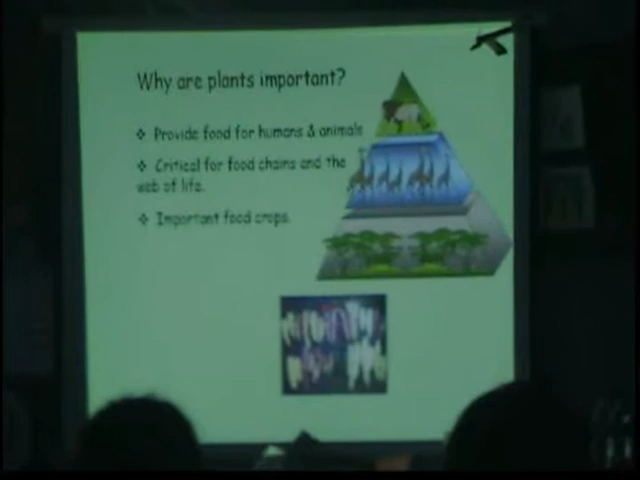 Why are plants important?
❖ Provide food for humans & animals
❖ Critical for food chains and the
web of life.
❖ Important food crops.